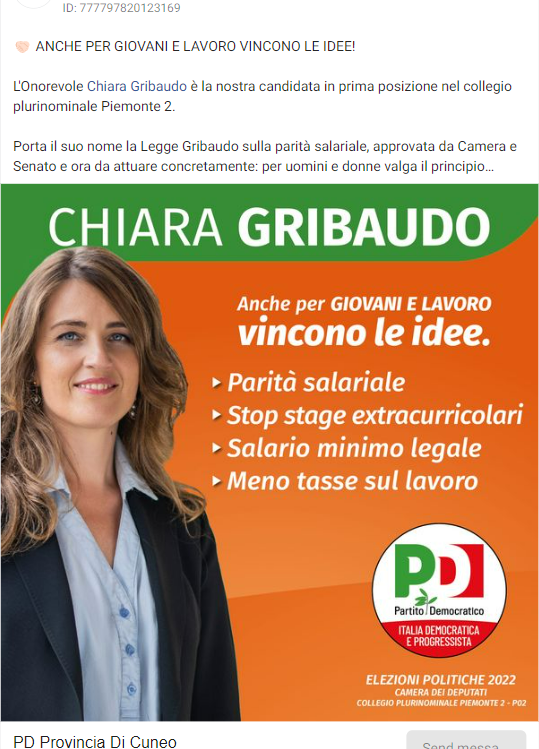 ID: 777797820123169
ANCHE PER GIOVANI E LAVORO VINCONO LE IDEE!
L'Onorevole Chiara Gribaudo è la nostra candidata in prima posizione nel collegio
plurinominale Piemonte 2.
Porta il suo nome la Legge Gribaudo sulla parità salariale, approvata da Camera e
Senato e ora da attuare concretamente: per uomini e donne valga il principio…
CHIARA GRIBAUDO
Anche per GIOVANI E LAVORO
vincono le idee.
Parità salariale
Stop stage extracurricolari
Salario minimo legale
Meno tasse sul lavoro
PD
Partito Democratico
ITALIA DEMOCRATICA
E PROGRESSISTA
ELEZIONI POLITICHE 2022
CAMERA DEI DEPUTATI
COLLEGIO PLURINOMINALE PIEMONTE 2 - P02
PD Provincia Di Cuneo
Send messa…